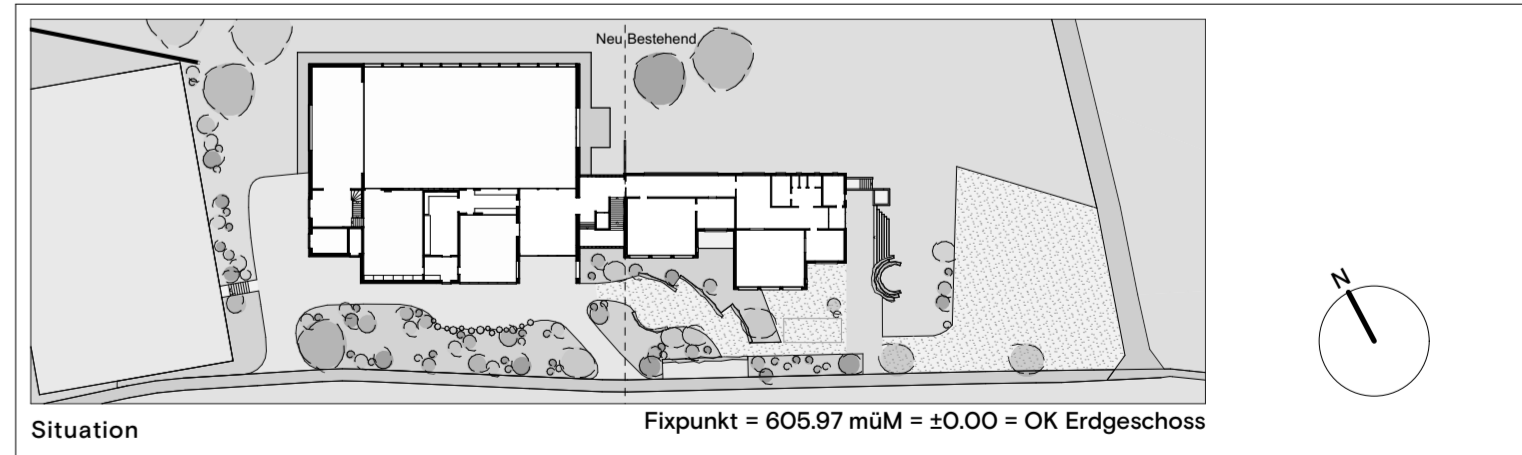 Neu Bestehend
N
Situation
Fixpunkt = 605.97 müM = ±0.00 = OK Erdgeschoss